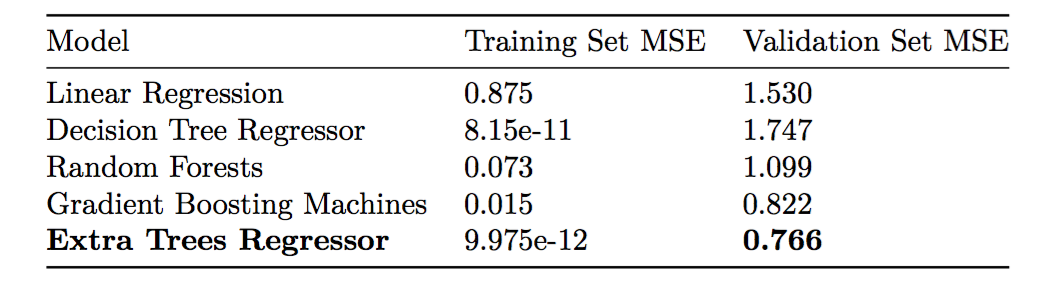 Model Training Set MSE Validation Set MSE
Linear Regression 0.875 1.530
Decision Tree Regressor 8.15e-11 1.747
Random Forests 0.073 1.099
Gradient Boosting Machines 0.015 0.822
Extra Trees Regressor 9.975e-12 0.766